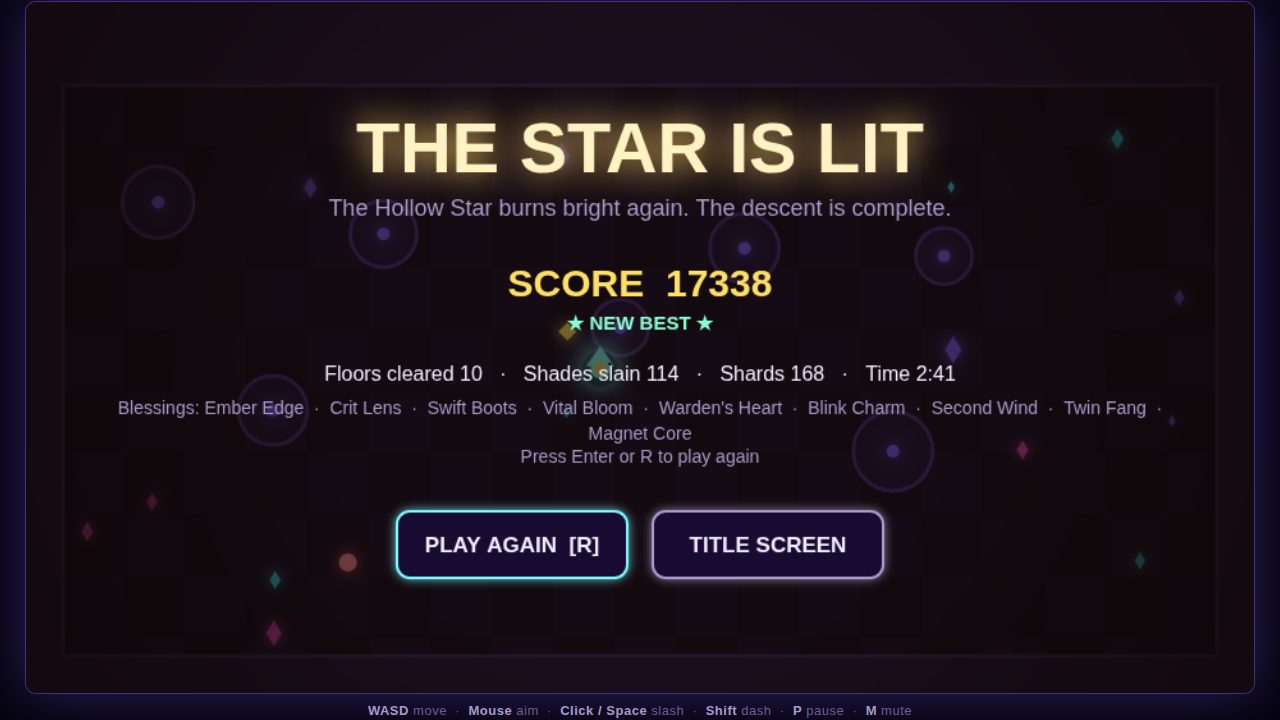 THE STAR IS LIT
The Hollow Star burns bright again. The descent is complete.
SCORE 17338
★ NEW BEST ★
Floors cleared 10 · Shades slain 114 · Shards 168 · Time 2:41
Blessings: Ember Edge · Crit Lens · Swift Boots · Vital Bloom · Warden's Heart · Blink Charm · Second Wind · Twin Fang ·
Magnet Core
Press Enter or R to play again
PLAY AGAIN [R] TITLE SCREEN
WASD move · Mouse aim · Click / Space slash · Shift dash · P pause · M mute